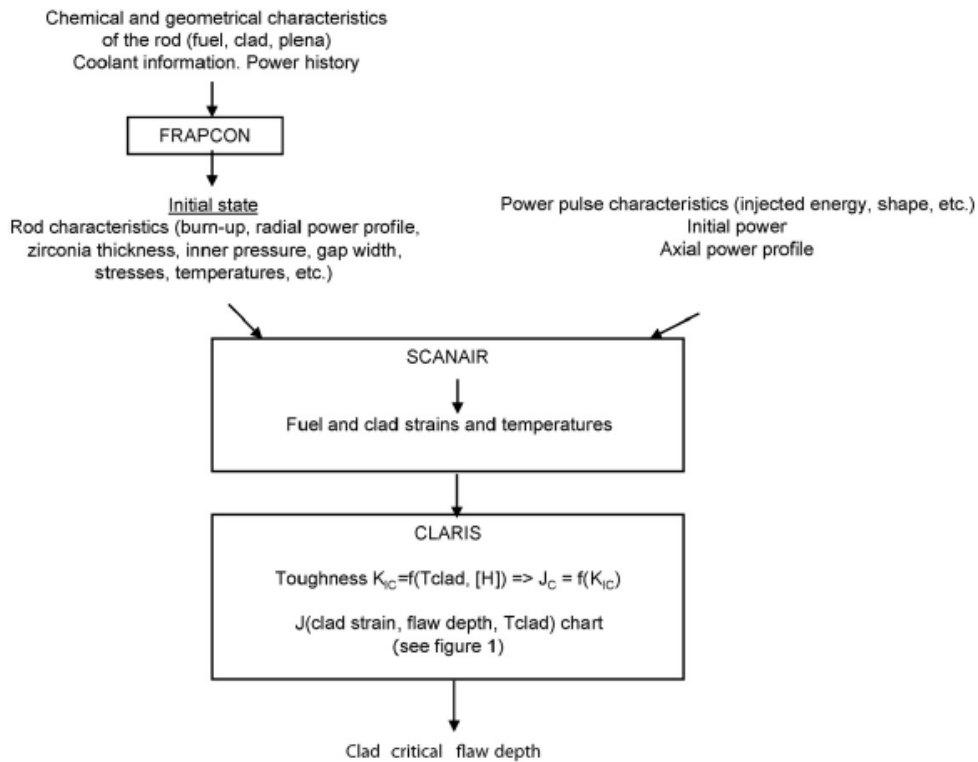 Chemical and geometrical characteristics
of the rod (fuel, clad, plena)
Coolant information. Power history
FRAPCON
Initial state
Rod characteristics (burn-up, radial power profile,
zirconia thickness, inner pressure, gap width,
stresses, temperatures, etc.)
Power pulse characteristics (injected energy, shape, etc.)
Initial power
Axial power profile
SCANAIR
Fuel and clad strains and temperatures
CLARIS
Toughness K_IC=f(Tclad, [H]) => J_C = f(K_IC)
J(clad strain, flaw depth, Tclad) chart
(see figure 1)
Clad critical flaw depth